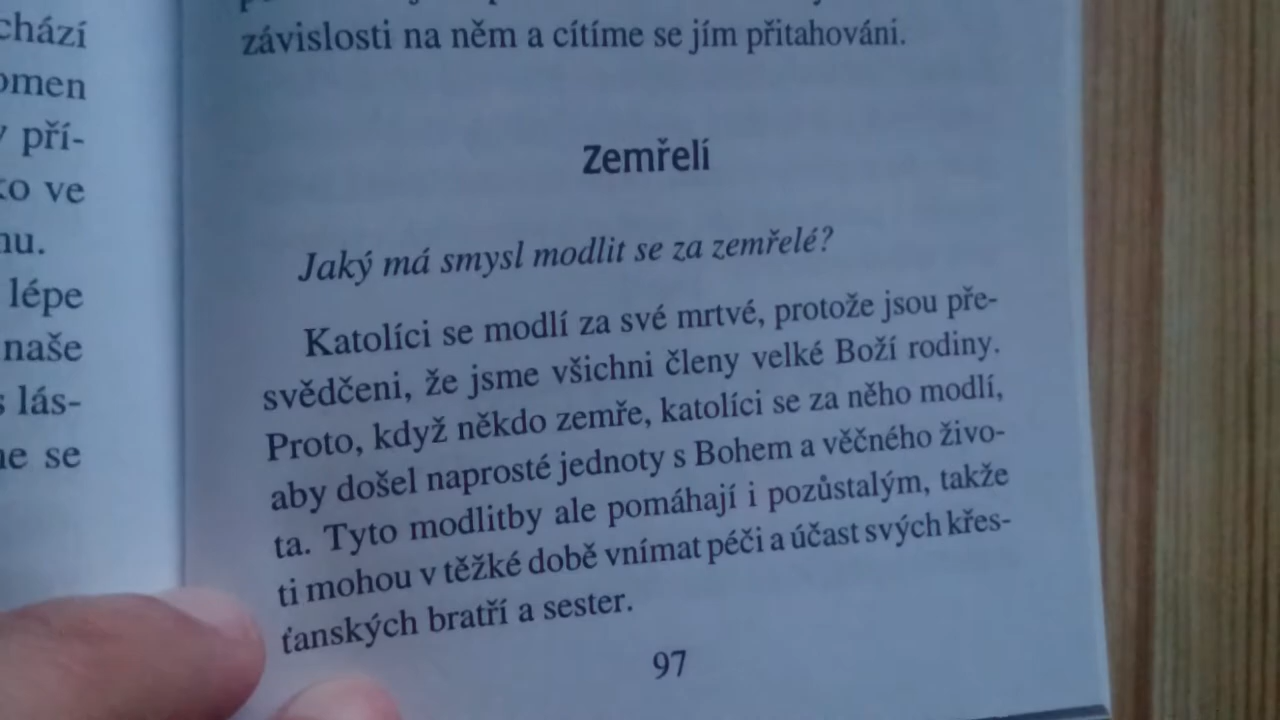 chází
omen
pří-
ve
lépe
naše
lás-
se
závislosti na něm a cítíme se jím přitahováni.
Zemřelí
Jaký má smysl modlit se za zemřelé?
Katolíci se modlí za své mrtvé, protože jsou pře-
svědčeni, že jsme všichni členy velké Boží rodiny.
Proto, když někdo zemře, katolíci se za něho modlí,
aby došel naprosté jednoty s Bohem a věčného živo-
ta. Tyto modlitby ale pomáhají i pozůstalým, takže
ti mohou v těžké době vnímat péči a účast svých křes-
ťanských bratří a sester.
97